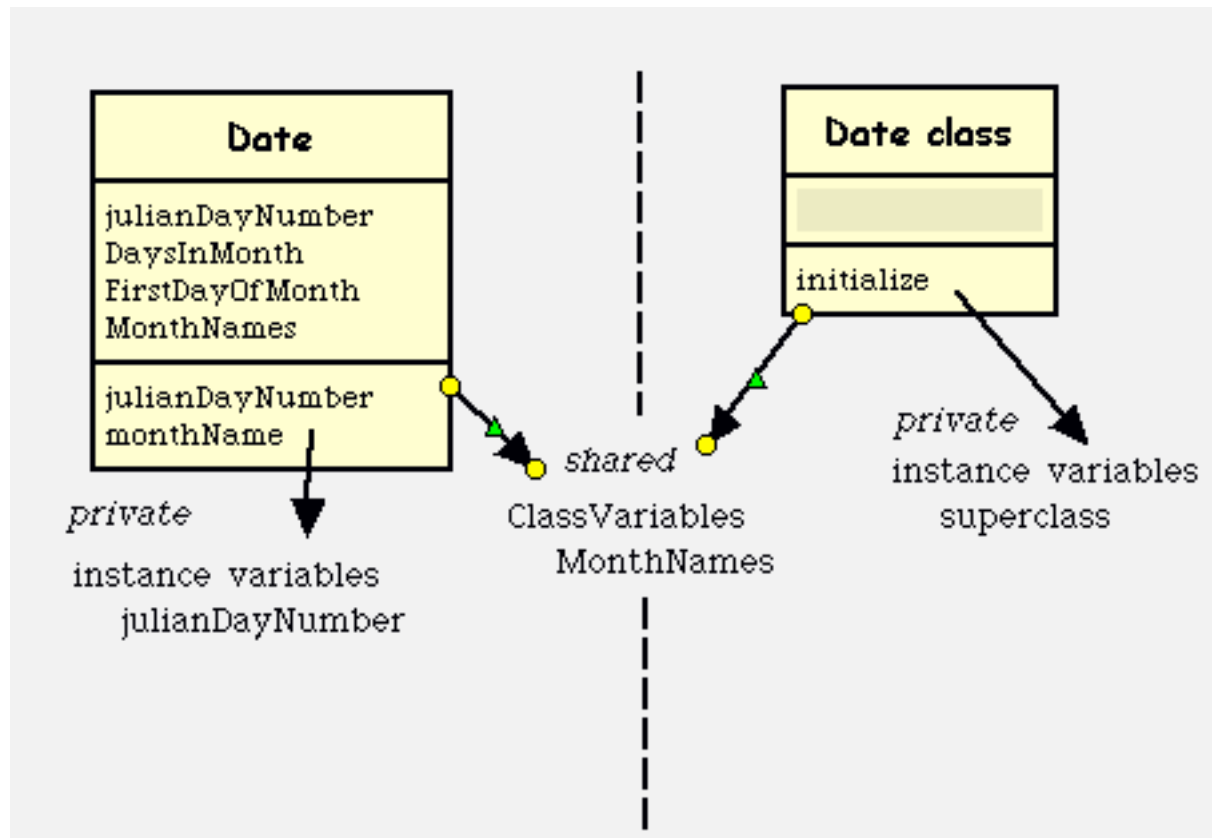 Date
julianDayNumber
DaysInMonth
FirstDayOfMonth
MonthNames
julianDayNumber
monthName
private
instance variables
julianDayNumber
shared
ClassVariables
MonthNames
Date class
initialize
private
instance variables
superclass